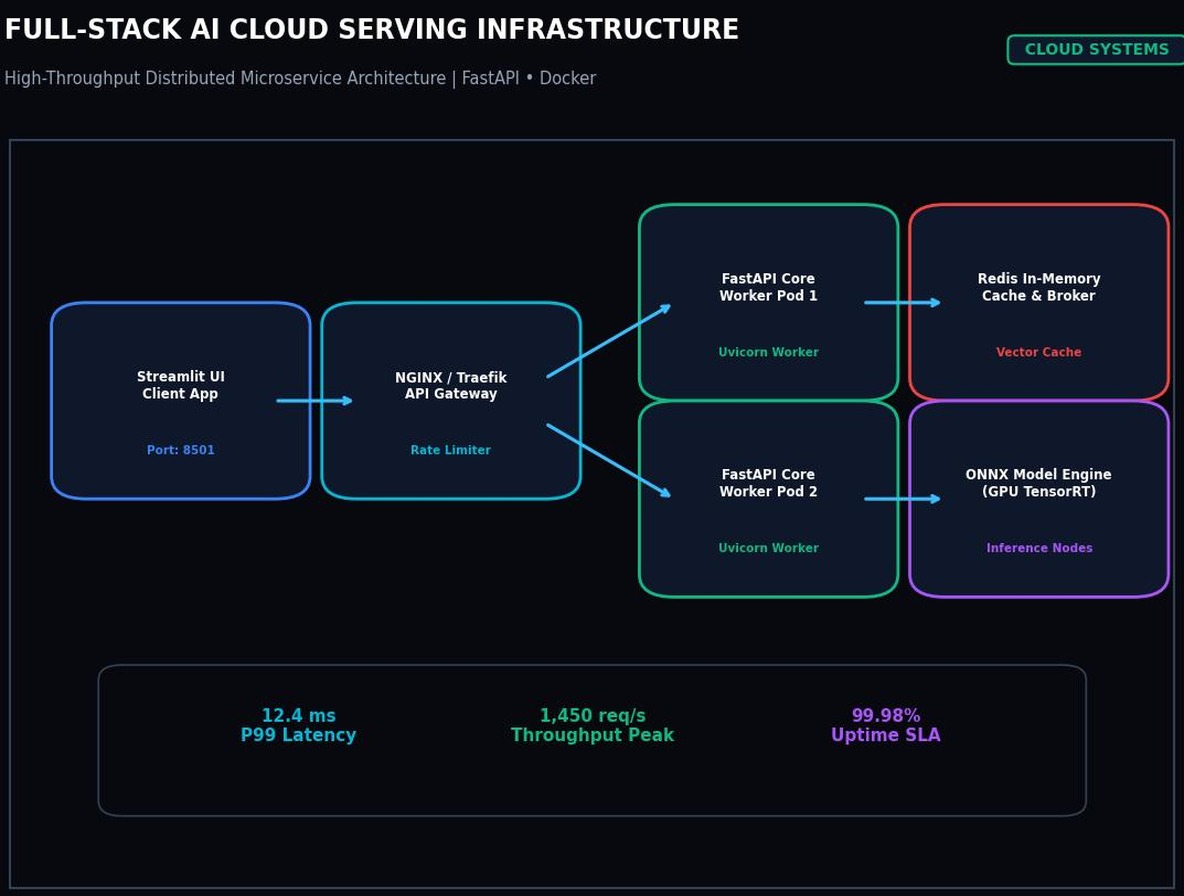 FULL-STACK AI CLOUD SERVING INFRASTRUCTURE
CLOUD SYSTEMS
High-Throughput Distributed Microservice Architecture | FastAPI • Docker
Streamlit UI
Client App
Port: 8501
NGINX / Traefik
API Gateway
Rate Limiter
FastAPI Core
Worker Pod 1
Uvicorn Worker
Redis In-Memory
Cache & Broker
Vector Cache
FastAPI Core
Worker Pod 2
Uvicorn Worker
ONNX Model Engine
(GPU TensorRT)
Inference Nodes
12.4 ms
P99 Latency
1,450 req/s
Throughput Peak
99.98%
Uptime SLA